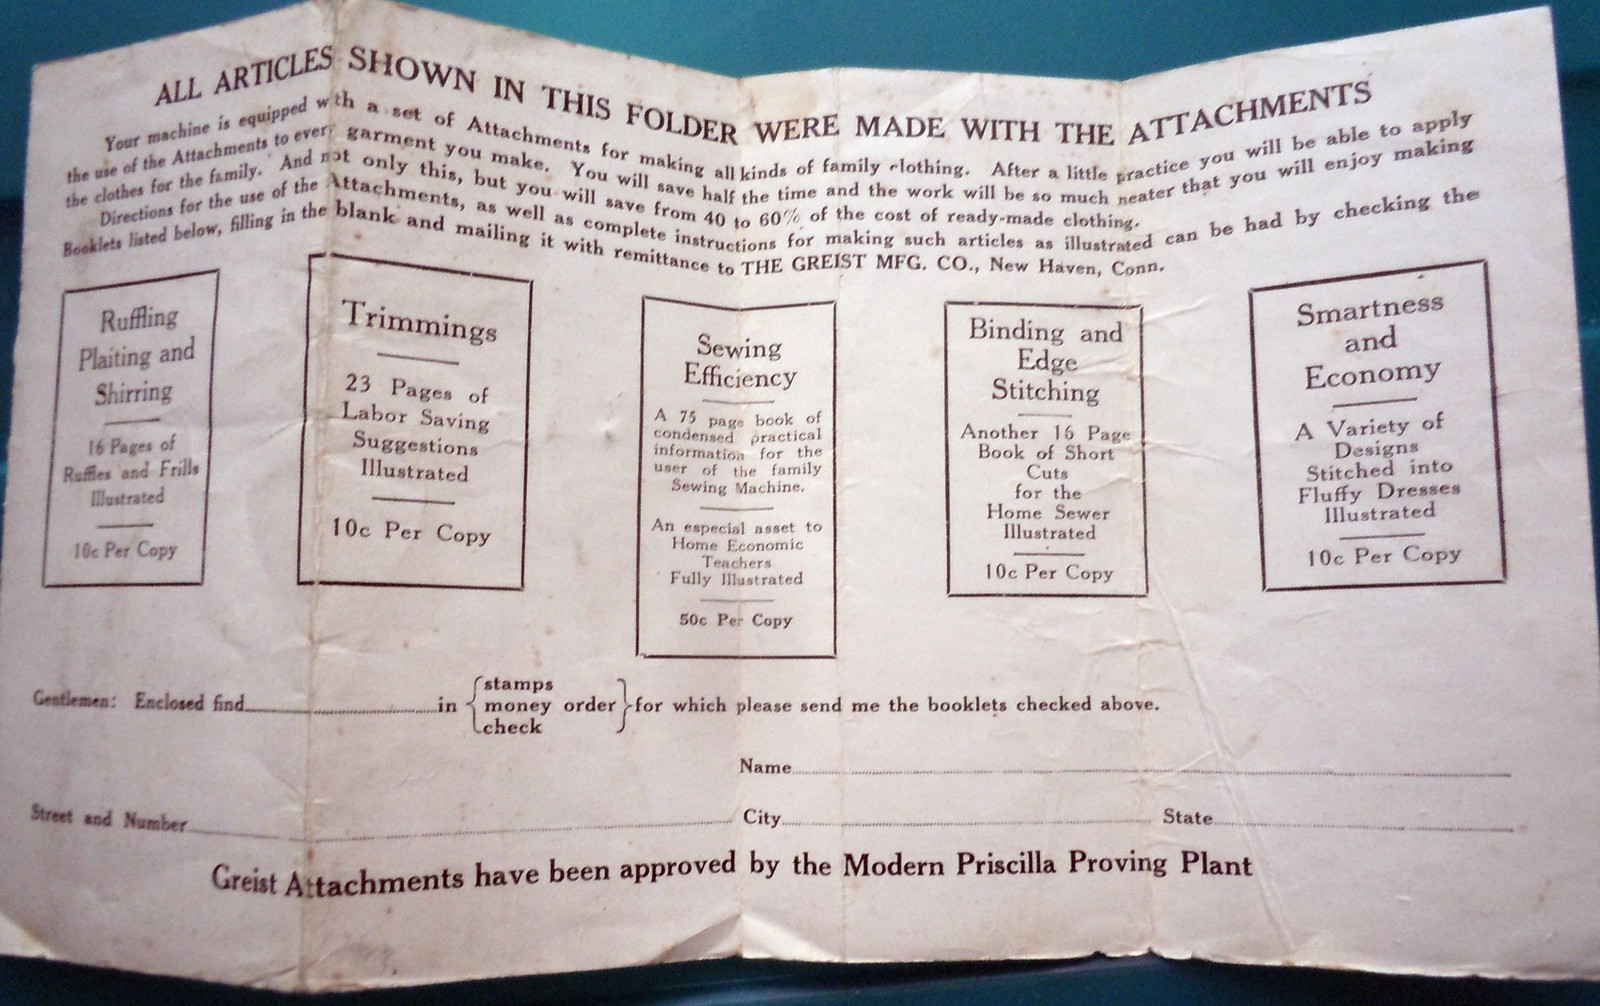 ALL ARTICLES SHOWN IN THIS FOLDER WERE MADE WITH THE ATTACHMENTS
Your machine is equipped with a set of Attachments for making all kinds of family clothing. After a little practice you will be able to apply
the use of the Attachments to every garment you make. You will save half the time and the work will be so much neater that you will enjoy making
the clothes for the family. And not only this, but you will save from 40 to 60% of the cost of ready-made clothing.
Directions for the use of the Attachments, as well as complete instructions for making such articles as illustrated can be had by checking the
Booklets listed below, filling in the blank and mailing it with remittance to THE GREIST MFG. CO., New Haven, Conn.
Ruffling
Plaiting and
Shirring
16 Pages of
Ruffles and Frills
Illustrated
10c Per Copy
Trimmings
23 Pages of
Labor Saving
Suggestions
Illustrated
10c Per Copy
Sewing
Efficiency
A 75 page book of
condensed practical
information for the
user of the family
Sewing Machine.
An especial asset to
Home Economic
Teachers
Fully Illustrated
50c Per Copy
Binding and
Edge
Stitching
Another 16 Page
Book of Short
Cuts
for the
Home Sewer
Illustrated
10c Per Copy
Smartness
and
Economy
A Variety of
Designs
Stitched into
Fluffy Dresses
Illustrated
10c Per Copy
Gentlemen: Enclosed find in { stamps money order check } for which please send me the booklets checked above.
Name
Street and Number City State
Greist Attachments have been approved by the Modern Priscilla Proving Plant